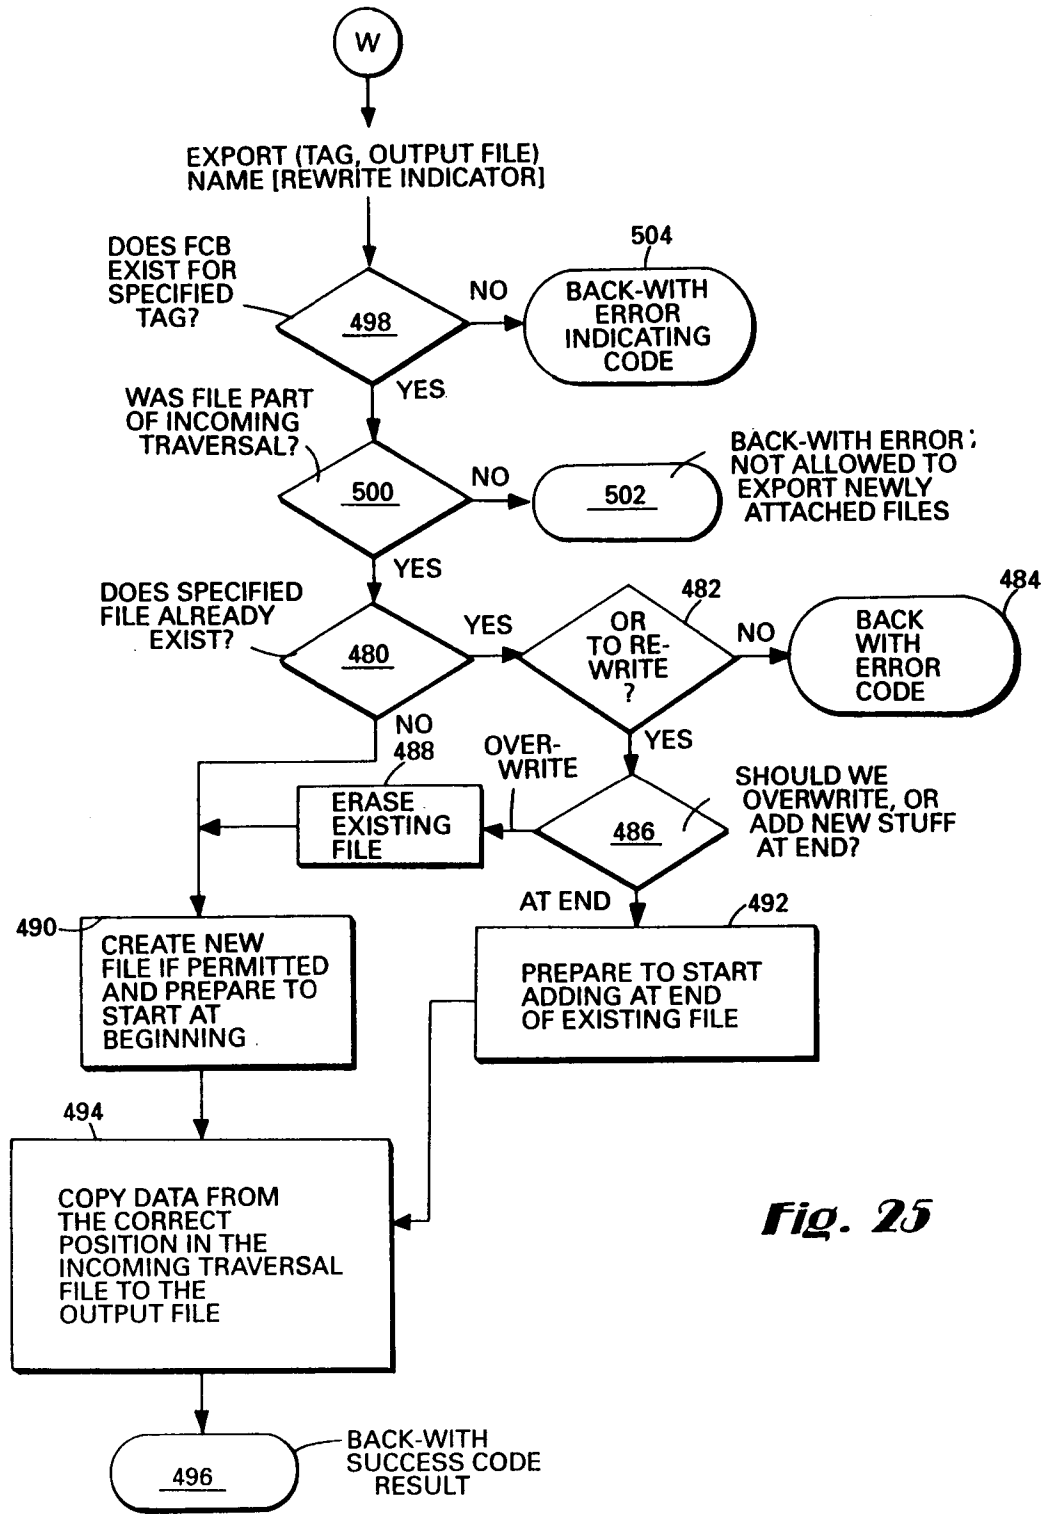 W
EXPORT (TAG, OUTPUT FILE)
NAME [REWRITE INDICATOR]
DOES FCB
EXIST FOR
SPECIFIED
TAG?
498
NO
504
BACK-WITH
ERROR
INDICATING
CODE
YES
WAS FILE PART
OF INCOMING
TRAVERSAL?
500
NO
502
BACK-WITH ERROR:
NOT ALLOWED TO
EXPORT NEWLY
ATTACHED FILES
YES
DOES SPECIFIED
FILE ALREADY
EXIST?
480
YES
482
OR
TO RE-
WRITE
?
NO
484
BACK
WITH
ERROR
CODE
NO
YES
488
ERASE
EXISTING
FILE
OVER-
WRITE
486
SHOULD WE
OVERWRITE, OR
ADD NEW STUFF
AT END?
AT END
490
CREATE NEW
FILE IF PERMITTED
AND PREPARE TO
START AT
BEGINNING
492
PREPARE TO START
ADDING AT END
OF EXISTING FILE
494
COPY DATA FROM
THE CORRECT
POSITION IN THE
INCOMING TRAVERSAL
FILE TO THE
OUTPUT FILE
Fig. 25
496
BACK-WITH
SUCCESS CODE
RESULT